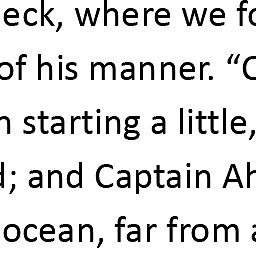 eck, where we fo
of his manner. “C
n starting a little,
d; and Captain Ah
ocean, far from a